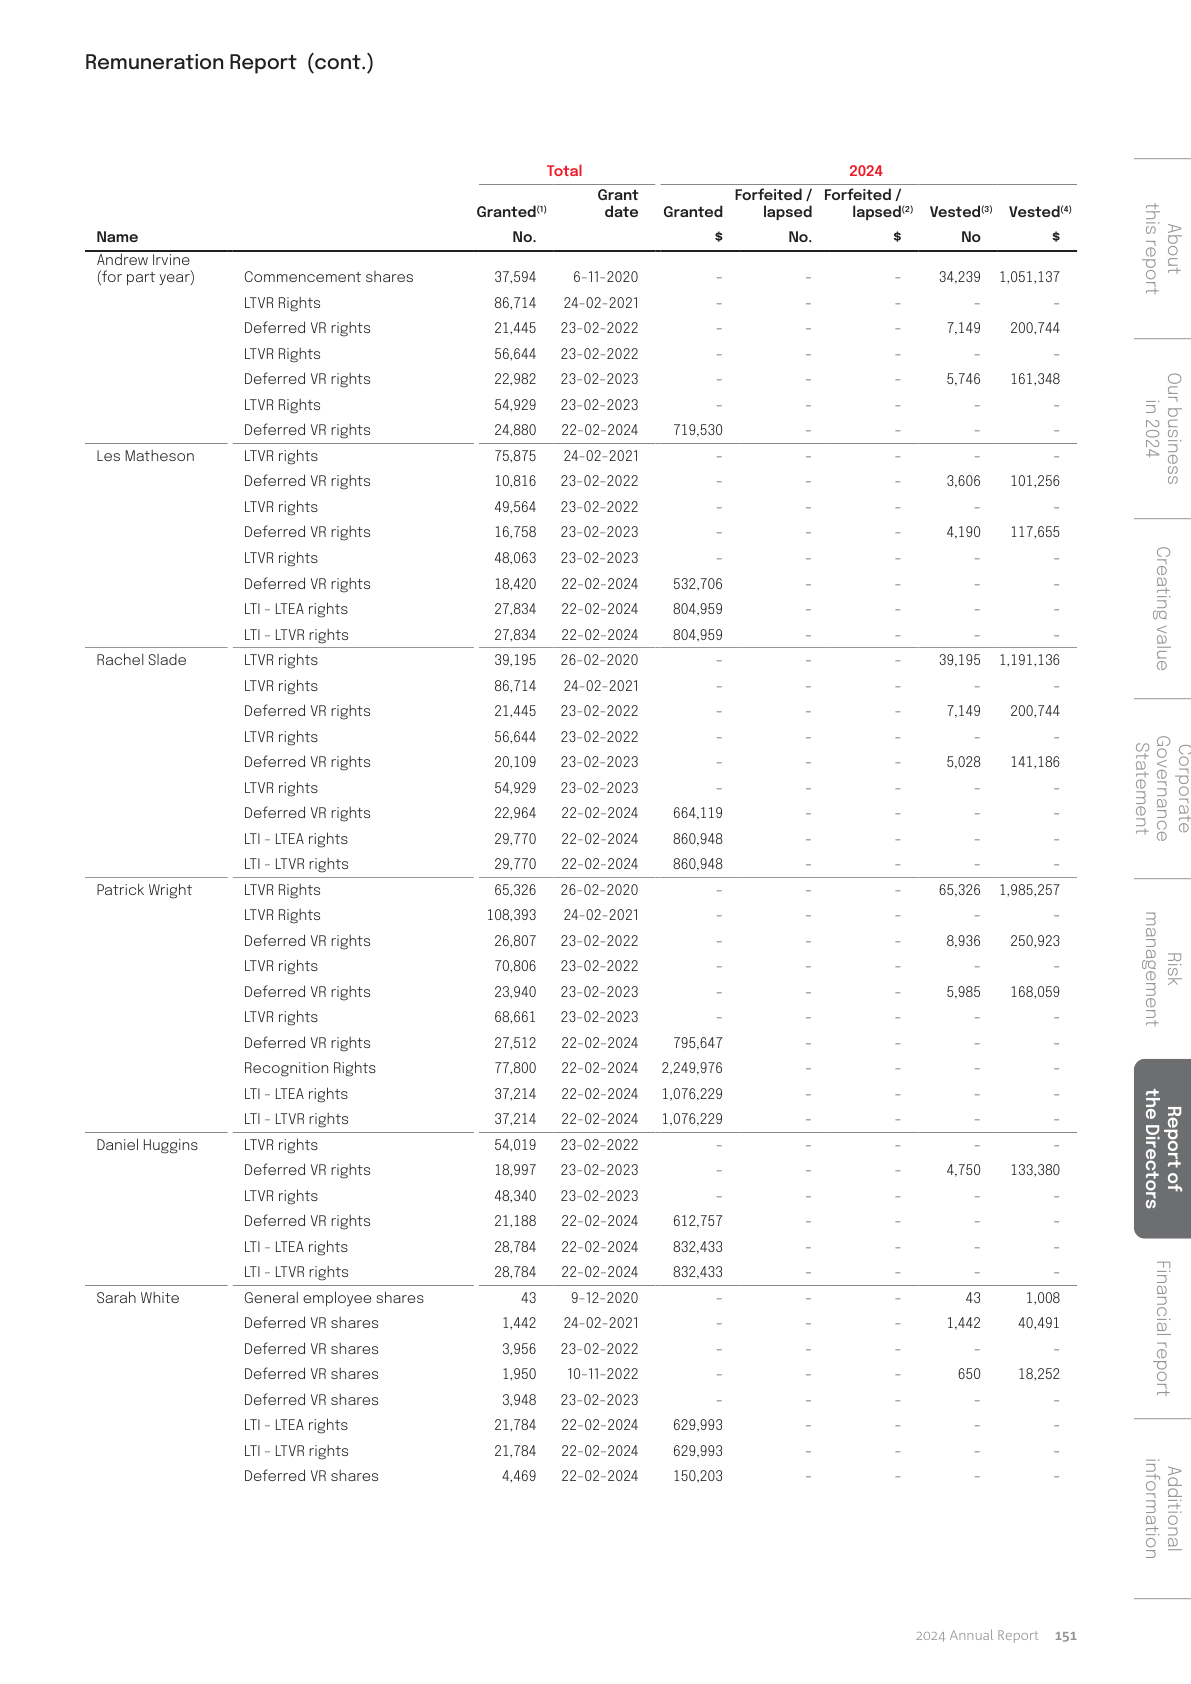 Remuneration Report (cont.)
Total 2024
Grant Forfeited / Forfeited /
Granted(1) date Granted lapsed lapsed(2) Vested(3) Vested(4)
Name No. $ No. $ No $
Andrew Irvine
(for part year) Commencement shares 37,594 6-11-2020 – – – 34,239 1,051,137
LTVR Rights 86,714 24-02-2021 – – – – –
Deferred VR rights 21,445 23-02-2022 – – – 7,149 200,744
LTVR Rights 56,644 23-02-2022 – – – – –
Deferred VR rights 22,982 23-02-2023 – – – 5,746 161,348
LTVR Rights 54,929 23-02-2023 – – – – –
Deferred VR rights 24,880 22-02-2024 719,530 – – – –
Les Matheson LTVR rights 75,875 24-02-2021 – – – – –
Deferred VR rights 10,816 23-02-2022 – – – 3,606 101,256
LTVR rights 49,564 23-02-2022 – – – – –
Deferred VR rights 16,758 23-02-2023 – – – 4,190 117,655
LTVR rights 48,063 23-02-2023 – – – – –
Deferred VR rights 18,420 22-02-2024 532,706 – – – –
LTI - LTEA rights 27,834 22-02-2024 804,959 – – – –
LTI - LTVR rights 27,834 22-02-2024 804,959 – – – –
Rachel Slade LTVR rights 39,195 26-02-2020 – – – 39,195 1,191,136
LTVR rights 86,714 24-02-2021 – – – – –
Deferred VR rights 21,445 23-02-2022 – – – 7,149 200,744
LTVR rights 56,644 23-02-2022 – – – – –
Deferred VR rights 20,109 23-02-2023 – – – 5,028 141,186
LTVR rights 54,929 23-02-2023 – – – – –
Deferred VR rights 22,964 22-02-2024 664,119 – – – –
LTI - LTEA rights 29,770 22-02-2024 860,948 – – – –
LTI - LTVR rights 29,770 22-02-2024 860,948 – – – –
Patrick Wright LTVR Rights 65,326 26-02-2020 – – – 65,326 1,985,257
LTVR Rights 108,393 24-02-2021 – – – – –
Deferred VR rights 26,807 23-02-2022 – – – 8,936 250,923
LTVR rights 70,806 23-02-2022 – – – – –
Deferred VR rights 23,940 23-02-2023 – – – 5,985 168,059
LTVR rights 68,661 23-02-2023 – – – – –
Deferred VR rights 27,512 22-02-2024 795,647 – – – –
Recognition Rights 77,800 22-02-2024 2,249,976 – – – –
LTI - LTEA rights 37,214 22-02-2024 1,076,229 – – – –
LTI - LTVR rights 37,214 22-02-2024 1,076,229 – – – –
Daniel Huggins LTVR rights 54,019 23-02-2022 – – – – –
Deferred VR rights 18,997 23-02-2023 – – – 4,750 133,380
LTVR rights 48,340 23-02-2023 – – – – –
Deferred VR rights 21,188 22-02-2024 612,757 – – – –
LTI - LTEA rights 28,784 22-02-2024 832,433 – – – –
LTI - LTVR rights 28,784 22-02-2024 832,433 – – – –
Sarah White General employee shares 43 9-12-2020 – – – 43 1,008
Deferred VR shares 1,442 24-02-2021 – – – 1,442 40,491
Deferred VR shares 3,956 23-02-2022 – – – – –
Deferred VR shares 1,950 10-11-2022 – – – 650 18,252
Deferred VR shares 3,948 23-02-2023 – – – – –
LTI - LTEA rights 21,784 22-02-2024 629,993 – – – –
LTI - LTVR rights 21,784 22-02-2024 629,993 – – – –
Deferred VR shares 4,469 22-02-2024 150,203 – – – –
About
this report
Our business
in 2024
Creating value
Corporate
Governance
Statement
Risk
management
Report of
the Directors
Financial report
Additional
information
2024 Annual Report 151